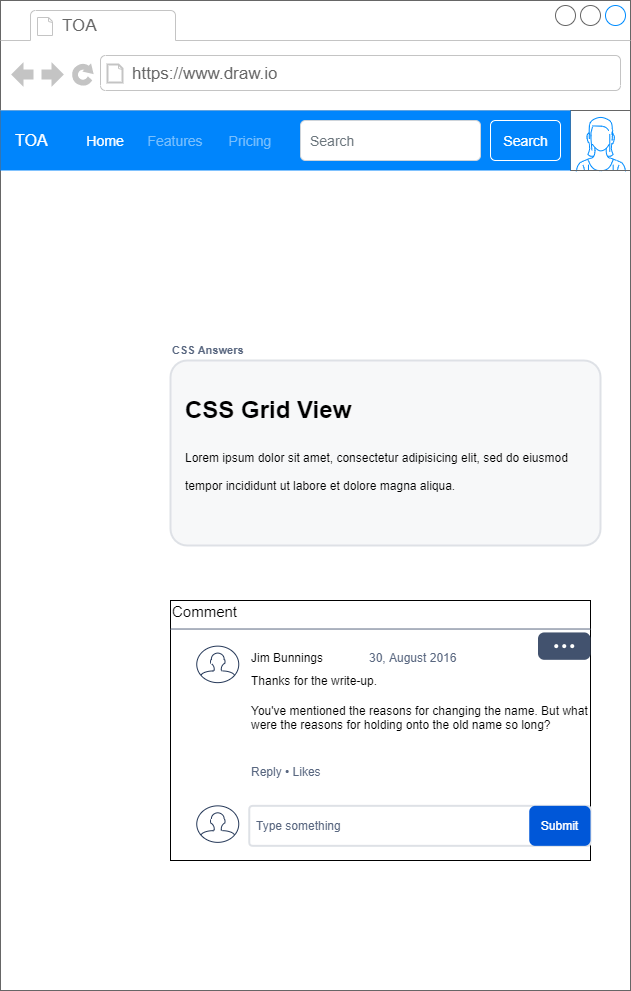 TOA
https://www.draw.io
TOA Home Features Pricing Search Search
CSS Answers
CSS Grid View
Lorem ipsum dolor sit amet, consectetur adipisicing elit, sed do eiusmod
tempor incididunt ut labore et dolore magna aliqua.
Comment
Jim Bunnings 30, August 2016
Thanks for the write-up.
You've mentioned the reasons for changing the name. But what
were the reasons for holding onto the old name so long?
Reply • Likes
Type something Submit